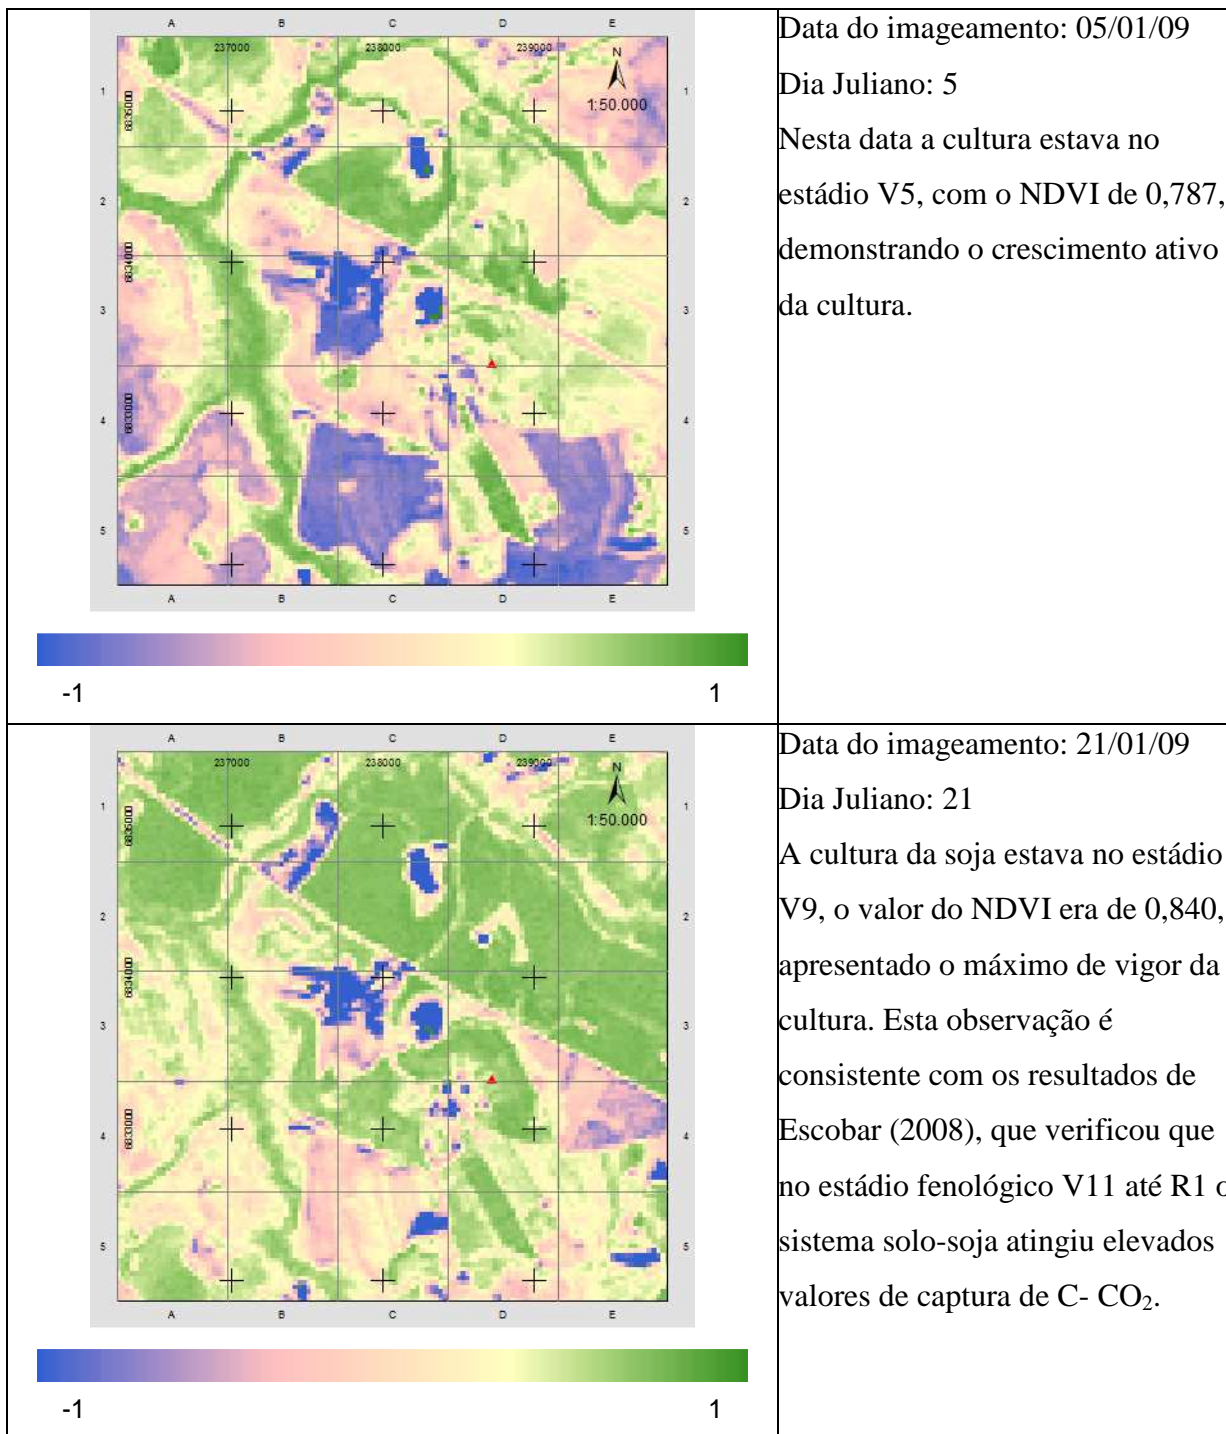 A B C D E
237000 238000 239000
N
1:50.000
1 1
6835000
2 2
6834000
3 3
6833000
4 4
5 5
A B C D E
-1 1
Data do imageamento: 05/01/09
Dia Juliano: 5
Nesta data a cultura estava no
estádio V5, com o NDVI de 0,787,
demonstrando o crescimento ativo
da cultura.
A B C D E
237000 238000 239000
N
1:50.000
1 1
6835000
2 2
6834000
3 3
6833000
4 4
5 5
A B C D E
-1 1
Data do imageamento: 21/01/09
Dia Juliano: 21
A cultura da soja estava no estádio
V9, o valor do NDVI era de 0,840,
apresentado o máximo de vigor da
cultura. Esta observação é
consistente com os resultados de
Escobar (2008), que verificou que
no estádio fenológico V11 até R1 o
sistema solo-soja atingiu elevados
valores de captura de C- CO₂.